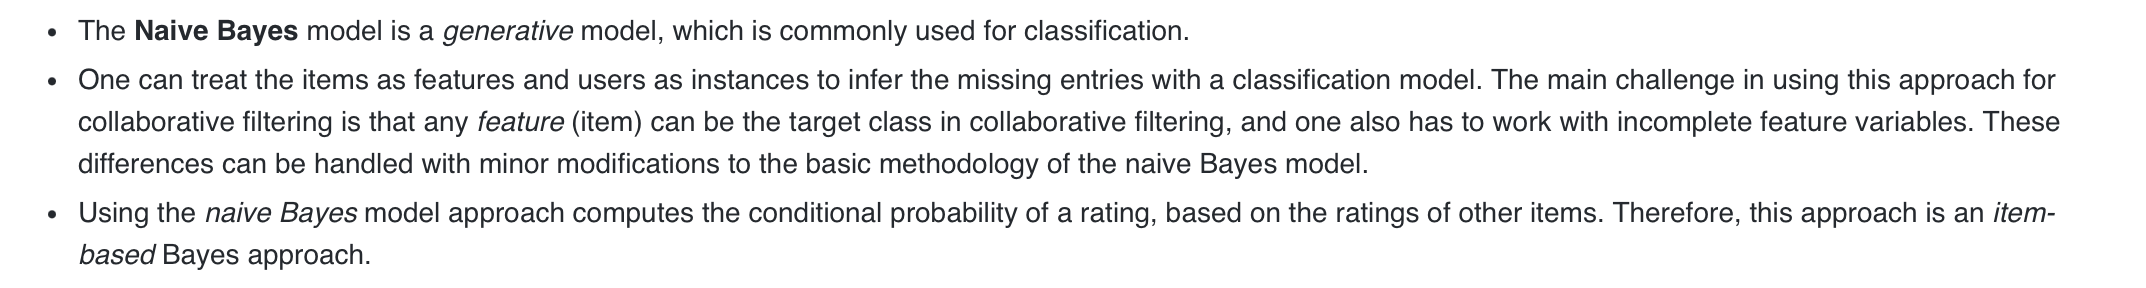 • The Naive Bayes model is a generative model, which is commonly used for classification.
• One can treat the items as features and users as instances to infer the missing entries with a classification model. The main challenge in using this approach for
collaborative filtering is that any feature (item) can be the target class in collaborative filtering, and one also has to work with incomplete feature variables. These
differences can be handled with minor modifications to the basic methodology of the naive Bayes model.
• Using the naive Bayes model approach computes the conditional probability of a rating, based on the ratings of other items. Therefore, this approach is an item-
based Bayes approach.